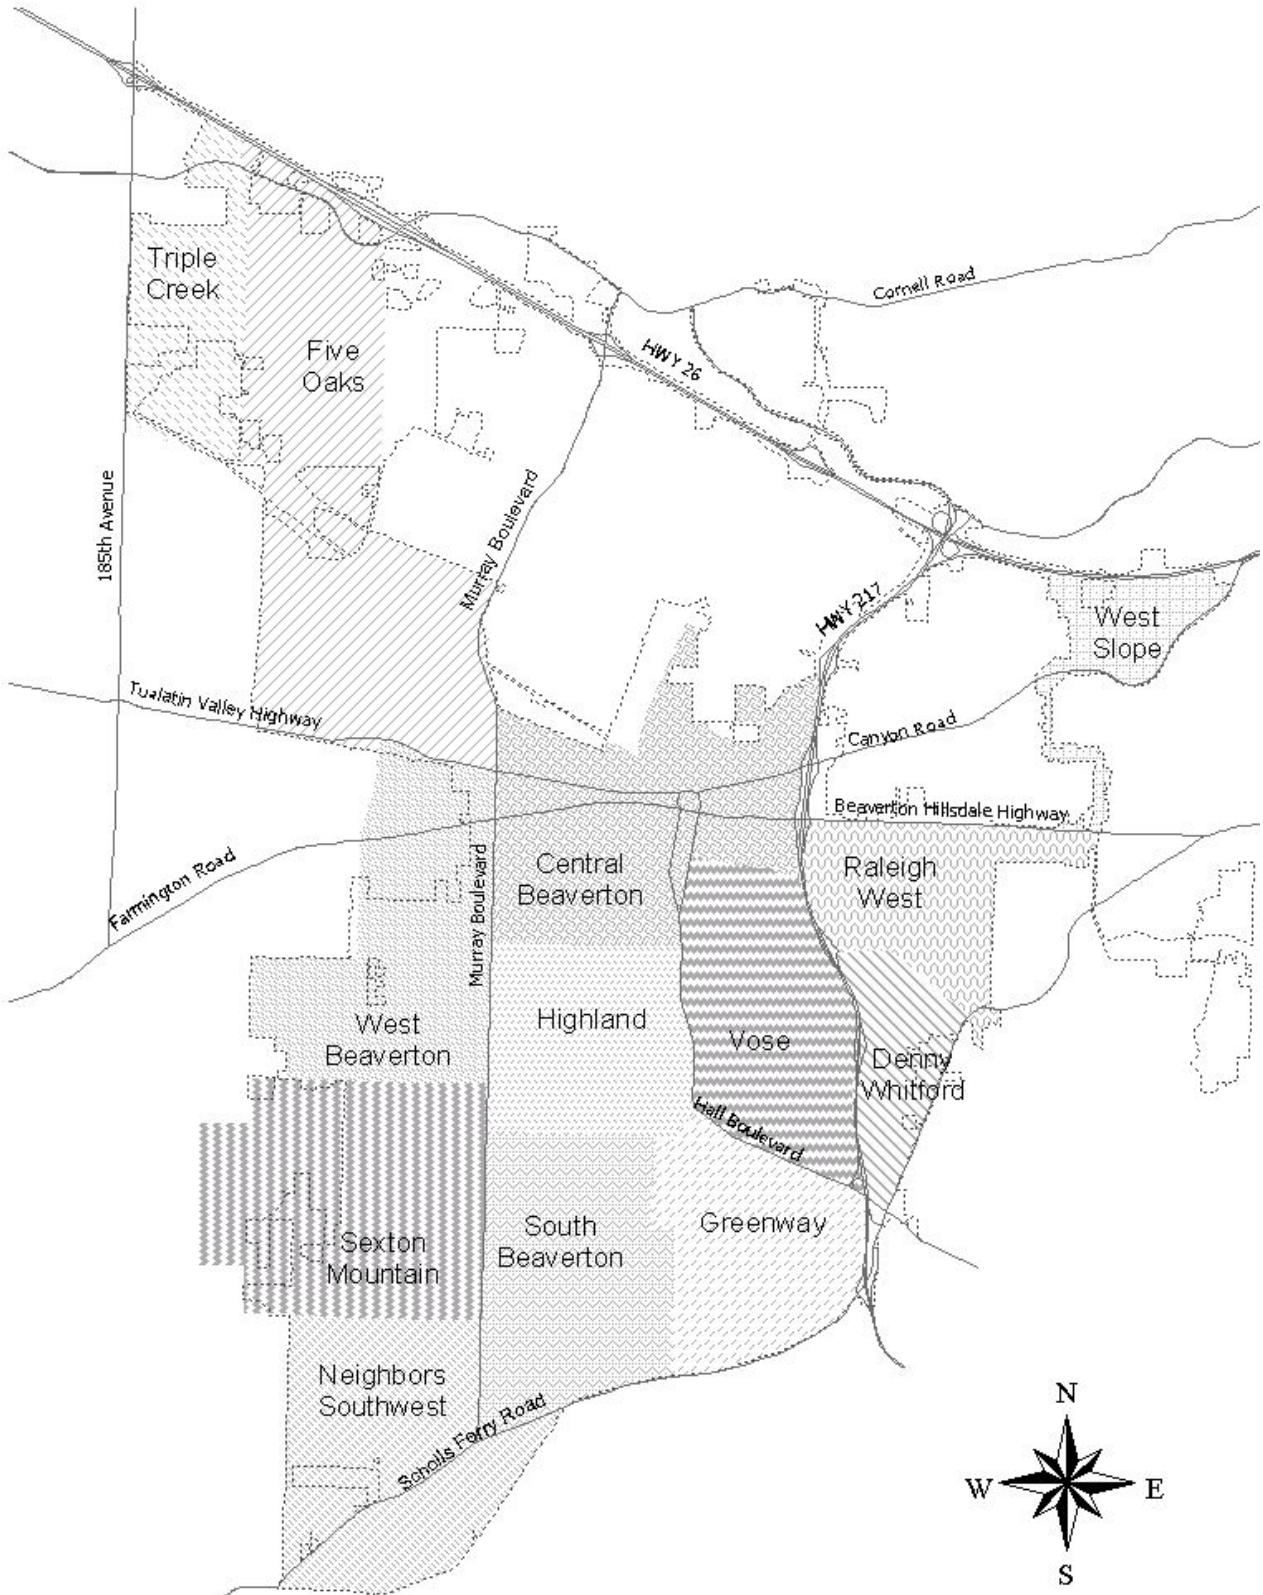 Triple
Creek
Cornell Road
Five
Oaks
HWY 26
185th Avenue
Murray Boulevard
HWY 217
West
Slope
Tualatin Valley Highway
Canyon Road
Beaverton Hillsdale Highway
Central
Beaverton
Raleigh
West
Farmington Road
Murray Boulevard
Highland
West
Beaverton
Vose
Denny
Whitford
Hall Boulevard
South
Beaverton
Greenway
Sexton
Mountain
Neighbors
Southwest
Scholls Ferry Road
N
W
E
S